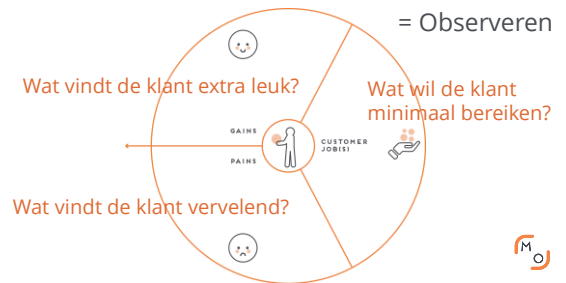 = Observeren
Wat vindt de klant extra leuk?
Wat wil de klant
minimaal bereiken?
GAINS
CUSTOMER
JOB(S)
PAINS
Wat vindt de klant vervelend?
M
O